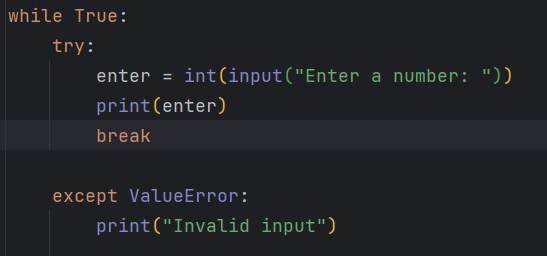 while True:
    try:
        enter = int(input("Enter a number: "))
        print(enter)
        break
    except ValueError:
        print("Invalid input")